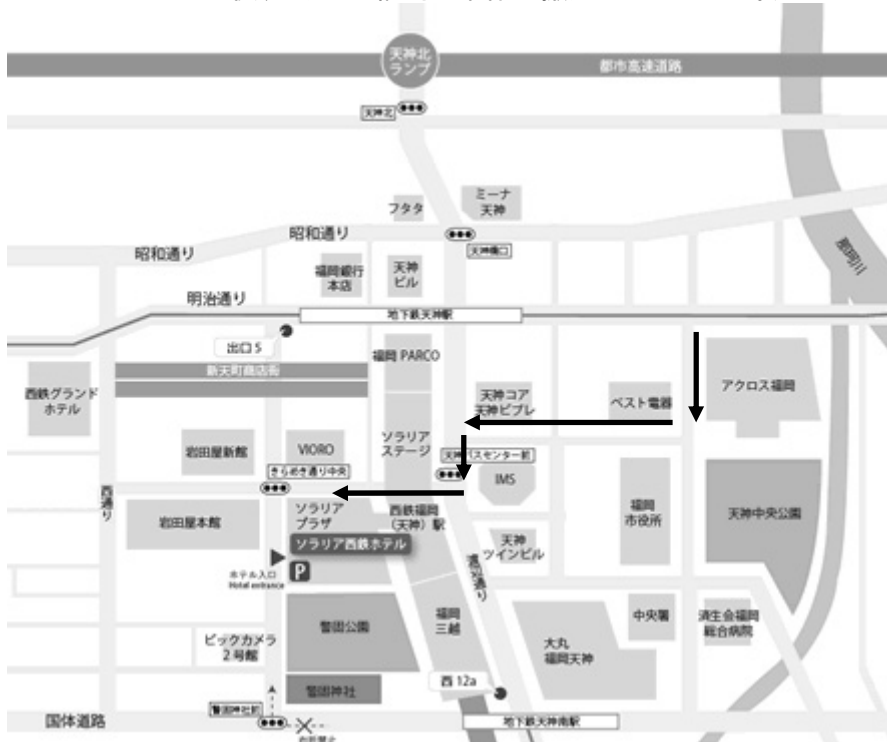 天神北
ランプ
都市高速道路
天神北
ミーナ
天神
フタタ
昭和通り
昭和通り
天神橋口
那珂川
福岡銀行
本店
天神
ビル
明治通り
地下鉄天神駅
出口5
新天町商店街
福岡 PARCO
西鉄グランド
ホテル
天神コア
天神ビブレ
ベスト電器
アクロス福岡
岩田屋新館
VIORO
ソラリア
ステージ
天神バスセンター前
きらめき通り中央
IMS
西通り
岩田屋本館
ソラリア
プラザ
西鉄福岡
(天神)駅
福岡
市役所
天神中央公園
ソラリア西鉄ホテル
天神
ツインビル
渡辺通り
ホテル入口
Hotel entrance
P
警固公園
福岡
三越
中央署
済生会福岡
総合病院
ビックカメラ
2号館
大丸
福岡天神
西12a
警固神社
警固神社前
国体道路
地下鉄天神南駅
右折禁止